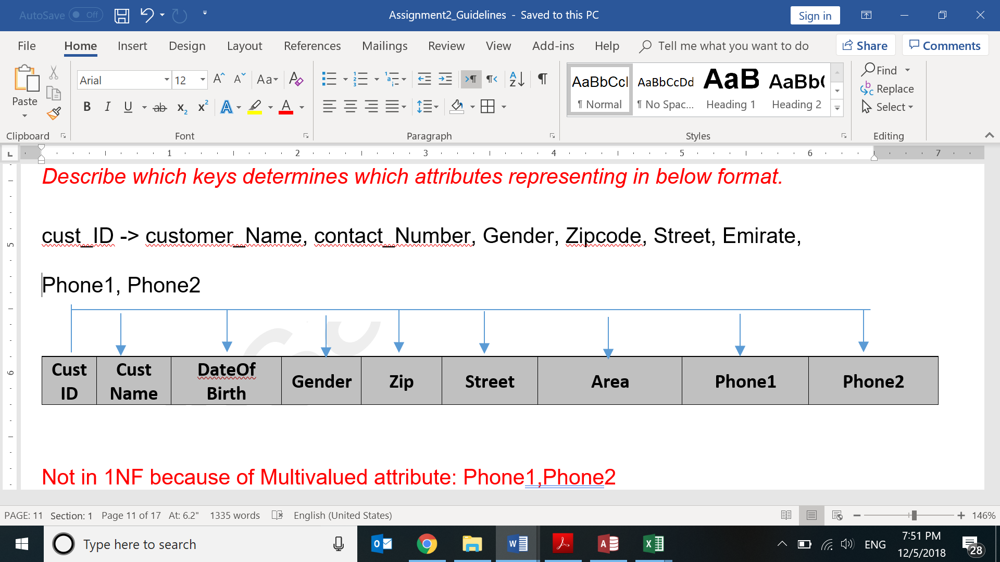 AutoSave Off
Assignment2_Guidelines - Saved to this PC
Sign in
File Home Insert Design Layout References Mailings Review View Add-ins Help Tell me what you want to do Share Comments
Paste
Clipboard
Arial 12 Aa
B I U ab x2 x2 A A
Font
Paragraph
AaBbCcI AaBbCcDd AaB AaBb(
¶ Normal ¶ No Spac... Heading 1 Heading 2
Styles
Find
Replace
Select
Editing
1 2 3 4 5 6 7
Describe which keys determines which attributes representing in below format.
cust_ID -> customer_Name, contact_Number, Gender, Zipcode, Street, Emirate,
5
Phone1, Phone2
Cust ID
Cust Name
DateOf Birth
Gender
Zip
Street
Area
Phone1
Phone2
6
Not in 1NF because of Multivalued attribute: Phone1,Phone2
PAGE: 11 Section: 1 Page 11 of 17 At: 6.2" 1335 words English (United States) 146%
Type here to search
ENG
7:51 PM
12/5/2018
28